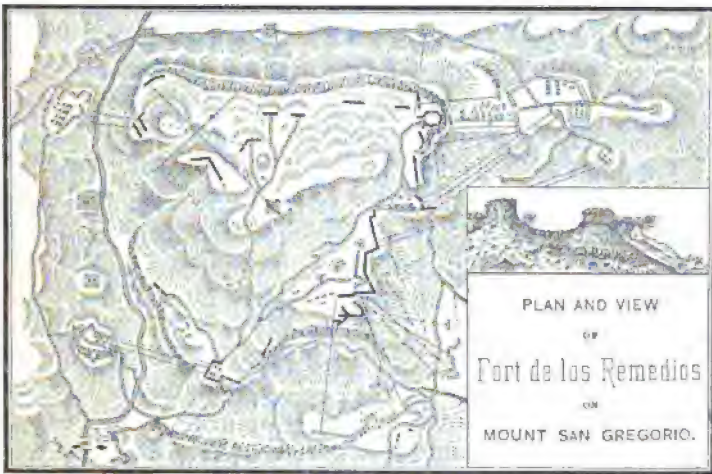 PLAN AND VIEW
OF
Fort de los Remedios
ON
MOUNT SAN GREGORIO.